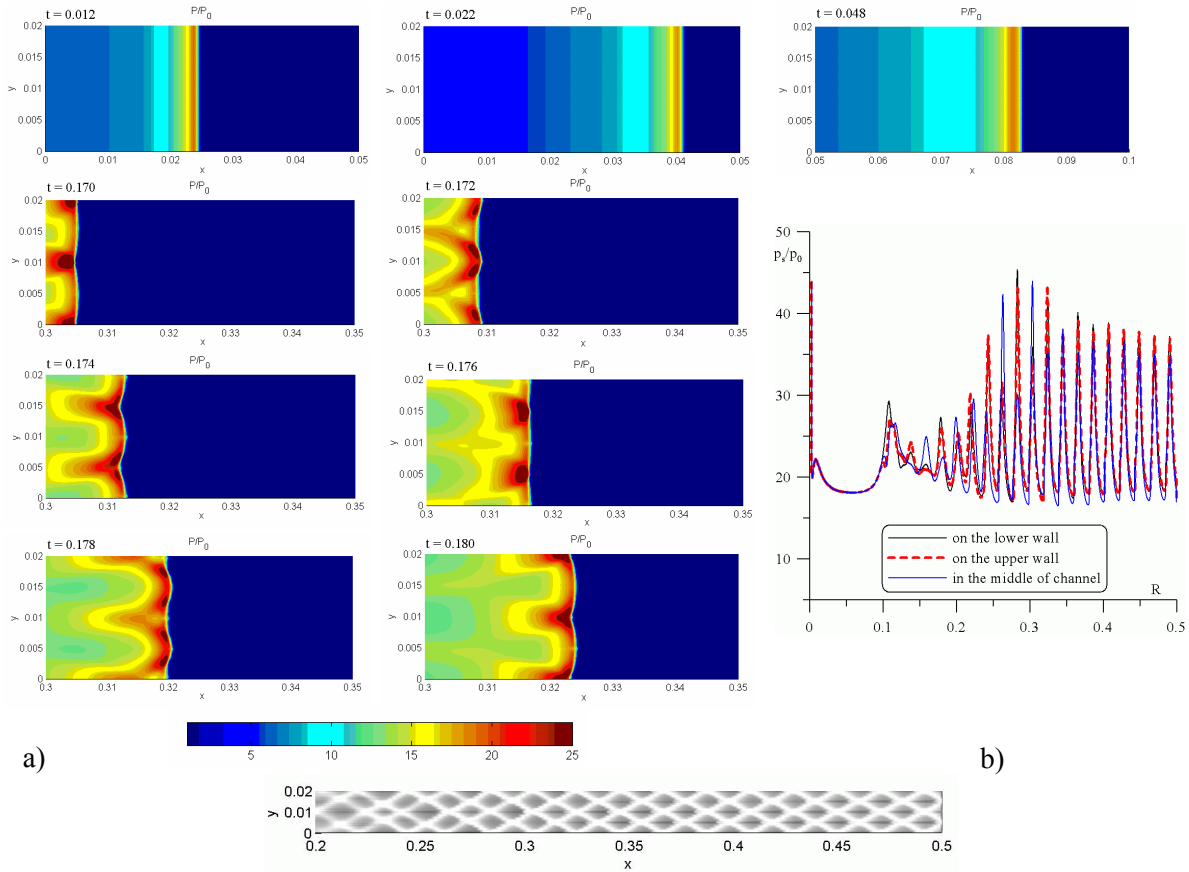 t = 0.012 P/P0
0.02
0.015
0.01
0.005
0
y
0 0.01 0.02 0.03 0.04 0.05
x
t = 0.022 P/P0
0.02
0.015
0.01
0.005
0
y
0 0.01 0.02 0.03 0.04 0.05
x
t = 0.048 P/P0
0.02
0.015
0.01
0.005
0
y
0.05 0.06 0.07 0.08 0.09 0.1
x
t = 0.170 P/P0
0.02
0.015
0.01
0.005
0
y
0.3 0.31 0.32 0.33 0.34 0.35
x
t = 0.172 P/P0
0.02
0.015
0.01
0.005
0
y
0.3 0.31 0.32 0.33 0.34 0.35
x
t = 0.174 P/P0
0.02
0.015
0.01
0.005
0
y
0.3 0.31 0.32 0.33 0.34 0.35
x
t = 0.176 P/P0
0.02
0.015
0.01
0.005
0
y
0.3 0.31 0.32 0.33 0.34 0.35
x
t = 0.178 P/P0
0.02
0.015
0.01
0.005
0
y
0.3 0.31 0.32 0.33 0.34 0.35
x
t = 0.180 P/P0
0.02
0.015
0.01
0.005
0
y
0.3 0.31 0.32 0.33 0.34 0.35
x
5 10 15 20 25
a)
50
ps/p0
40
30
20
10
on the lower wall
on the upper wall
in the middle of channel
R
0 0.1 0.2 0.3 0.4 0.5
b)
0.02
y 0.01
0
0.2 0.25 0.3 0.35 0.4 0.45 0.5
x